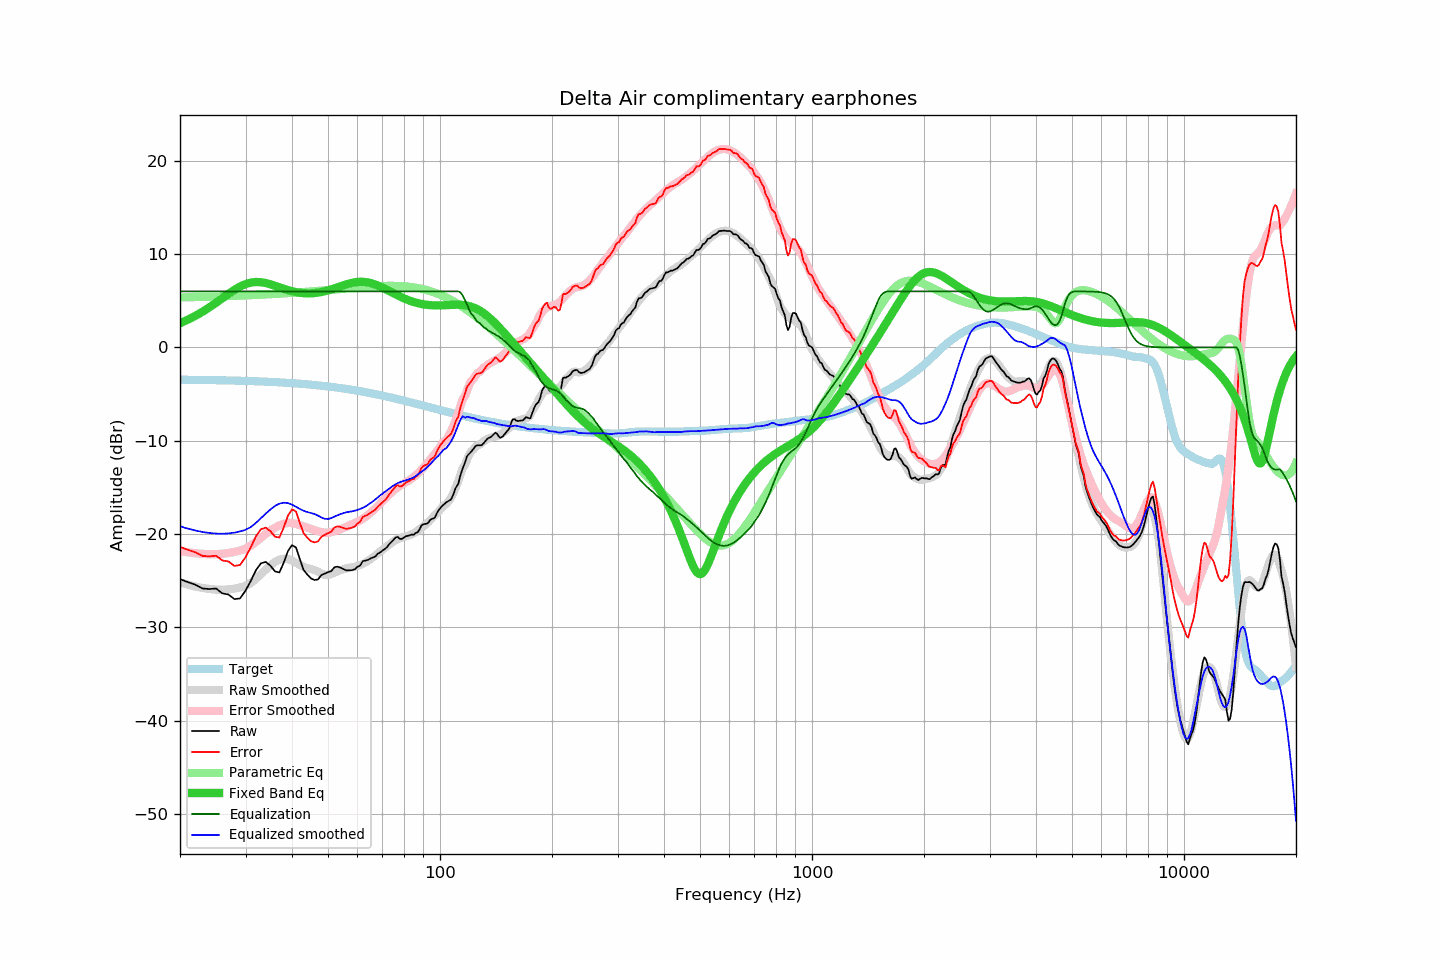 Delta Air complimentary earphones
20
10
0
−10
−20
−30
−40
−50
Amplitude (dBr)
Target
Raw Smoothed
Error Smoothed
Raw
Error
Parametric Eq
Fixed Band Eq
Equalization
Equalized smoothed
100 1000 10000
Frequency (Hz)